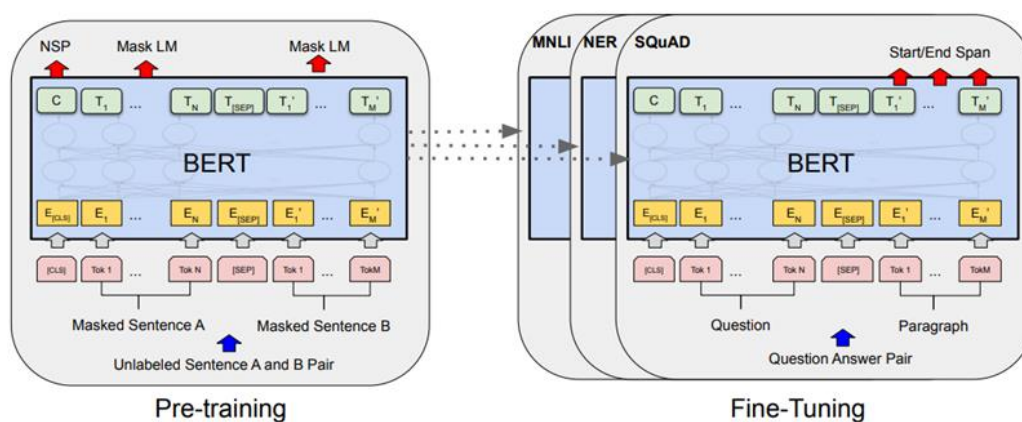 NSP Mask LM Mask LM
C T1 ... TN T[SEP] T1' ... TM'
BERT
E[CLS] E1 ... EN E[SEP] E1' ... EM'
[CLS] Tok 1 ... Tok N [SEP] Tok 1 ... TokM
Masked Sentence A Masked Sentence B
Unlabeled Sentence A and B Pair
Pre-training
MNLI NER SQuAD
Start/End Span
C T1 ... TN T[SEP] T1' ... TM'
BERT
E[CLS] E1 ... EN E[SEP] E1' ... EM'
[CLS] Tok 1 ... Tok N [SEP] Tok 1 ... TokM
Question Paragraph
Question Answer Pair
Fine-Tuning